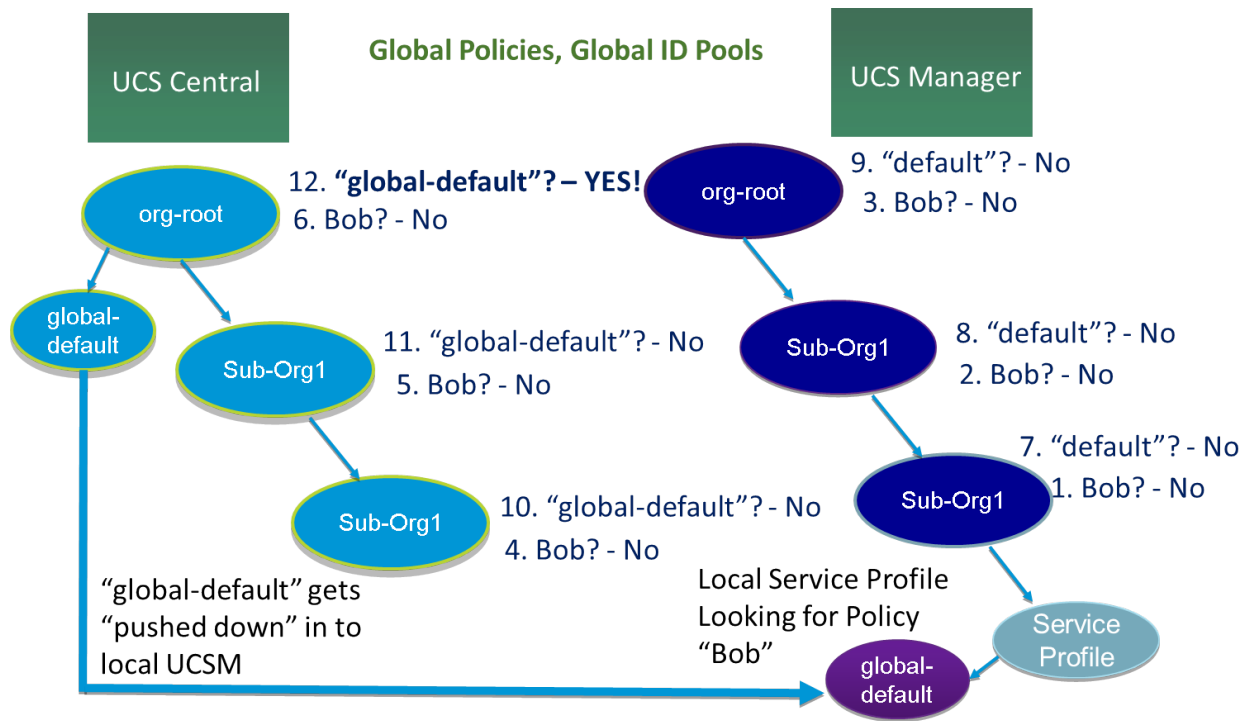 Global Policies, Global ID Pools
UCS Central
UCS Manager
12. “global-default”? – YES!
6. Bob? - No
org-root
global-
default
11. “global-default”? - No
5. Bob? - No
Sub-Org1
10. “global-default”? - No
4. Bob? - No
Sub-Org1
“global-default” gets
“pushed down” in to
local UCSM
9. “default”? - No
3. Bob? - No
org-root
8. “default”? - No
2. Bob? - No
Sub-Org1
7. “default”? - No
1. Bob? - No
Sub-Org1
Local Service Profile
Looking for Policy
“Bob”
Service
Profile
global-
default